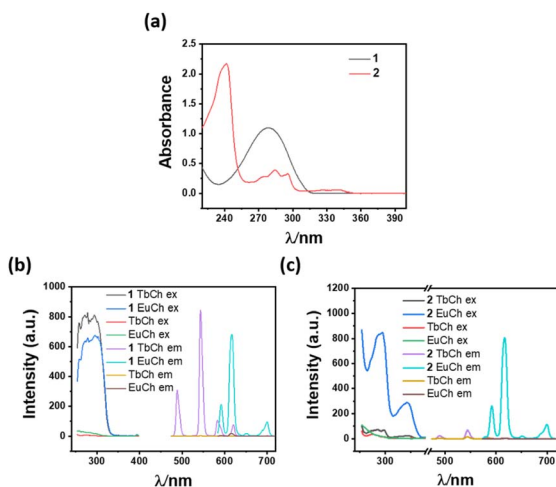 (a)
Absorbance
2.5
2.0
1.5
1.0
0.5
0.0
1
2
240 270 300 330 360 390
λ/nm
(b)
Intensity (a.u.)
1000
800
600
400
200
0
1 TbCh ex
1 EuCh ex
TbCh ex
EuCh ex
1 TbCh em
1 EuCh em
TbCh em
EuCh em
300 400 500 600 700
λ/nm
(c)
Intensity (a.u.)
1200
1000
800
600
400
200
0
2 TbCh ex
2 EuCh ex
TbCh ex
EuCh ex
2 TbCh em
2 EuCh em
TbCh em
EuCh em
300 500 600 700
λ/nm